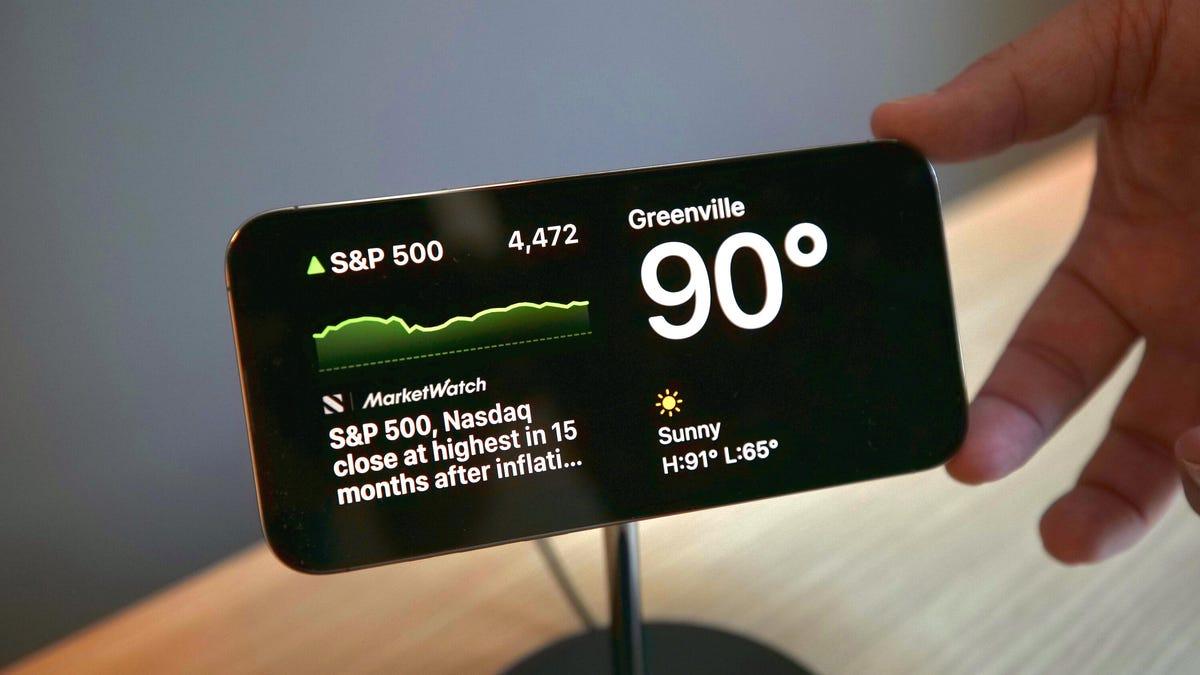 S&P 500
4,472
MarketWatch
S&P 500, Nasdaq
close at highest in 15
months after inflati...
Greenville
90°
Sunny
H:91° L:65°